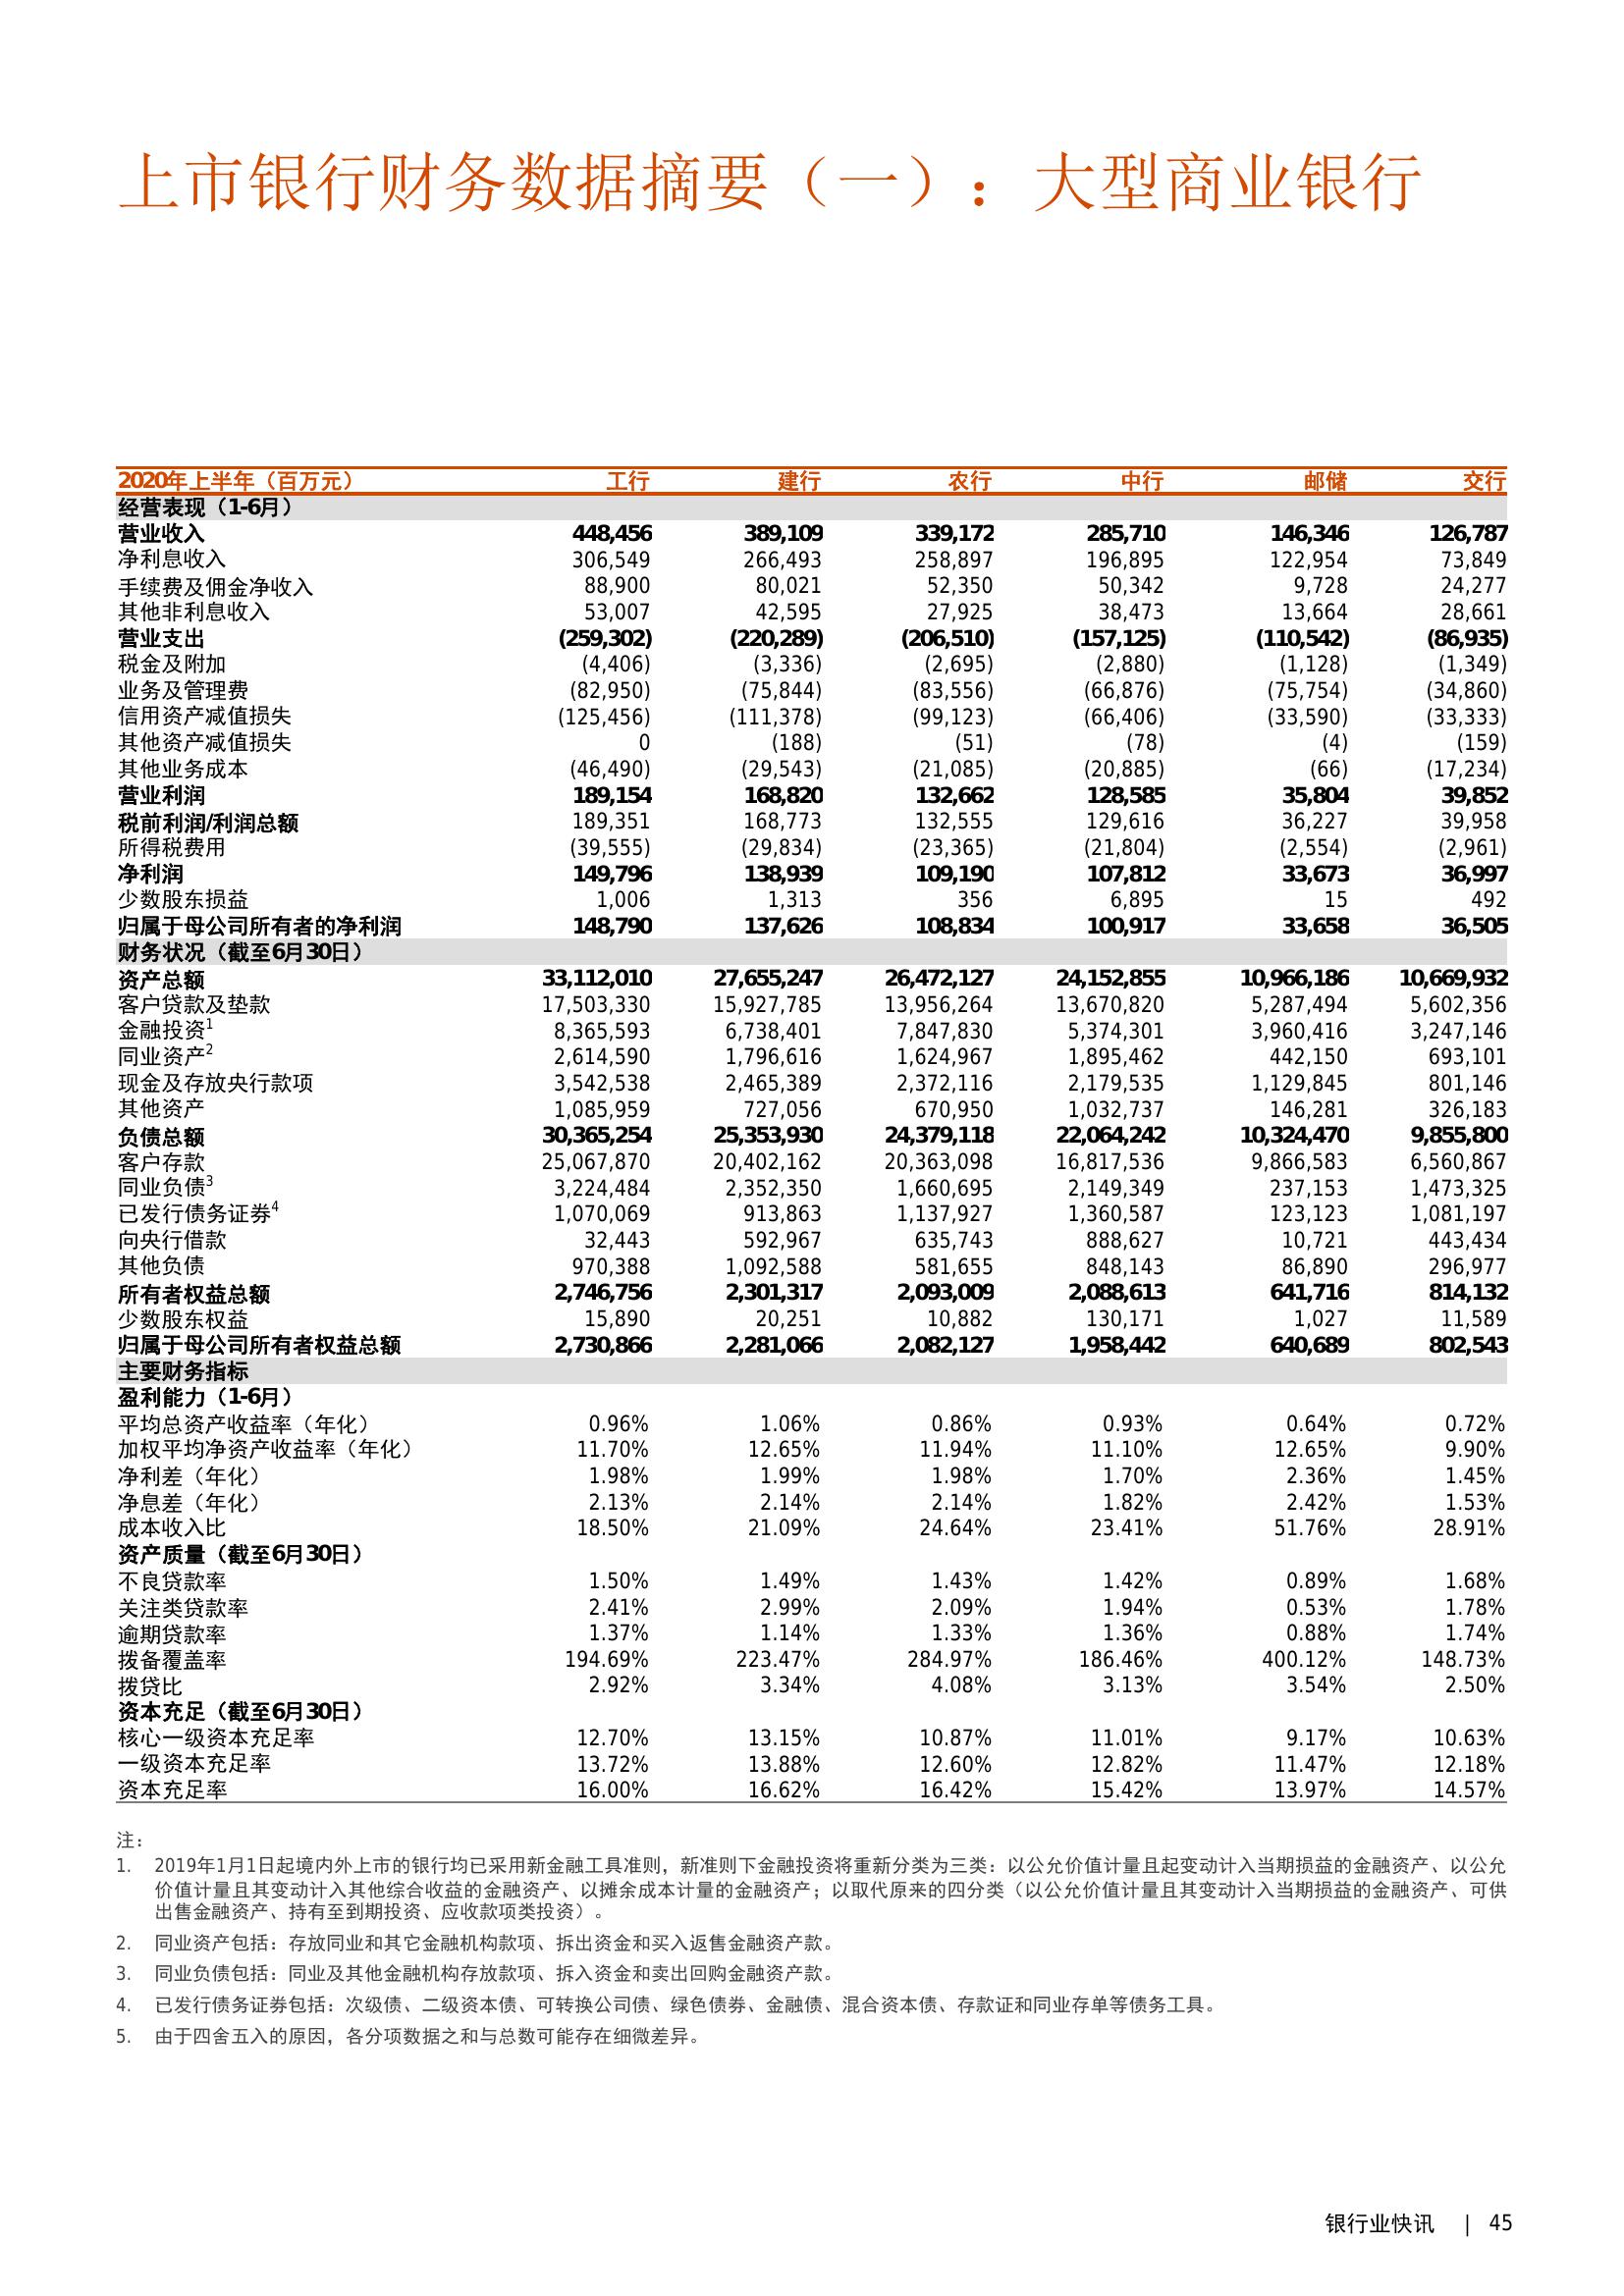 上市银行财务数据摘要（一）：大型商业银行
2020年上半年（百万元） 工行 建行 农行 中行 邮储 交行
经营表现（1-6月）
营业收入 448,456 389,109 339,172 285,710 146,346 126,787
净利息收入 306,549 266,493 258,897 196,895 122,954 73,849
手续费及佣金净收入 88,900 80,021 52,350 50,342 9,728 24,277
其他非利息收入 53,007 42,595 27,925 38,473 13,664 28,661
营业支出 (259,302) (220,289) (206,510) (157,125) (110,542) (86,935)
税金及附加 (4,406) (3,336) (2,695) (2,880) (1,128) (1,349)
业务及管理费 (82,950) (75,844) (83,556) (66,876) (75,754) (34,860)
信用资产减值损失 (125,456) (111,378) (99,123) (66,406) (33,590) (33,333)
其他资产减值损失 0 (188) (51) (78) (4) (159)
其他业务成本 (46,490) (29,543) (21,085) (20,885) (66) (17,234)
营业利润 189,154 168,820 132,662 128,585 35,804 39,852
税前利润/利润总额 189,351 168,773 132,555 129,616 36,227 39,958
所得税费用 (39,555) (29,834) (23,365) (21,804) (2,554) (2,961)
净利润 149,796 138,939 109,190 107,812 33,673 36,997
少数股东损益 1,006 1,313 356 6,895 15 492
归属于母公司所有者的净利润 148,790 137,626 108,834 100,917 33,658 36,505
财务状况（截至6月30日）
资产总额 33,112,010 27,655,247 26,472,127 24,152,855 10,966,186 10,669,932
客户贷款及垫款 17,503,330 15,927,785 13,956,264 13,670,820 5,287,494 5,602,356
金融投资1 8,365,593 6,738,401 7,847,830 5,374,301 3,960,416 3,247,146
同业资产2 2,614,590 1,796,616 1,624,967 1,895,462 442,150 693,101
现金及存放央行款项 3,542,538 2,465,389 2,372,116 2,179,535 1,129,845 801,146
其他资产 1,085,959 727,056 670,950 1,032,737 146,281 326,183
负债总额 30,365,254 25,353,930 24,379,118 22,064,242 10,324,470 9,855,800
客户存款 25,067,870 20,402,162 20,363,098 16,817,536 9,866,583 6,560,867
同业负债3 3,224,484 2,352,350 1,660,695 2,149,349 237,153 1,473,325
已发行债务证券4 1,070,069 913,863 1,137,927 1,360,587 123,123 1,081,197
向央行借款 32,443 592,967 635,743 888,627 10,721 443,434
其他负债 970,388 1,092,588 581,655 848,143 86,890 296,977
所有者权益总额 2,746,756 2,301,317 2,093,009 2,088,613 641,716 814,132
少数股东权益 15,890 20,251 10,882 130,171 1,027 11,589
归属于母公司所有者权益总额 2,730,866 2,281,066 2,082,127 1,958,442 640,689 802,543
主要财务指标
盈利能力（1-6月）
平均总资产收益率（年化） 0.96% 1.06% 0.86% 0.93% 0.64% 0.72%
加权平均净资产收益率（年化） 11.70% 12.65% 11.94% 11.10% 12.65% 9.90%
净利差（年化） 1.98% 1.99% 1.98% 1.70% 2.36% 1.45%
净息差（年化） 2.13% 2.14% 2.14% 1.82% 2.42% 1.53%
成本收入比 18.50% 21.09% 24.64% 23.41% 51.76% 28.91%
资产质量（截至6月30日）
不良贷款率 1.50% 1.49% 1.43% 1.42% 0.89% 1.68%
关注类贷款率 2.41% 2.99% 2.09% 1.94% 0.53% 1.78%
逾期贷款率 1.37% 1.14% 1.33% 1.36% 0.88% 1.74%
拨备覆盖率 194.69% 223.47% 284.97% 186.46% 400.12% 148.73%
拨贷比 2.92% 3.34% 4.08% 3.13% 3.54% 2.50%
资本充足（截至6月30日）
核心一级资本充足率 12.70% 13.15% 10.87% 11.01% 9.17% 10.63%
一级资本充足率 13.72% 13.88% 12.60% 12.82% 11.47% 12.18%
资本充足率 16.00% 16.62% 16.42% 15.42% 13.97% 14.57%
注：
1. 2019年1月1日起境内外上市的银行均已采用新金融工具准则，新准则下金融投资将重新分类为三类：以公允价值计量且起变动计入当期损益的金融资产、以公允
价值计量且其变动计入其他综合收益的金融资产、以摊余成本计量的金融资产；以取代原来的四分类（以公允价值计量且其变动计入当期损益的金融资产、可供
出售金融资产、持有至到期投资、应收款项类投资）。
2. 同业资产包括：存放同业和其它金融机构款项、拆出资金和买入返售金融资产款。
3. 同业负债包括：同业及其他金融机构存放款项、拆入资金和卖出回购金融资产款。
4. 已发行债务证券包括：次级债、二级资本债、可转换公司债、绿色债券、金融债、混合资本债、存款证和同业存单等债务工具。
5. 由于四舍五入的原因，各分项数据之和与总数可能存在细微差异。
银行业快讯 | 45